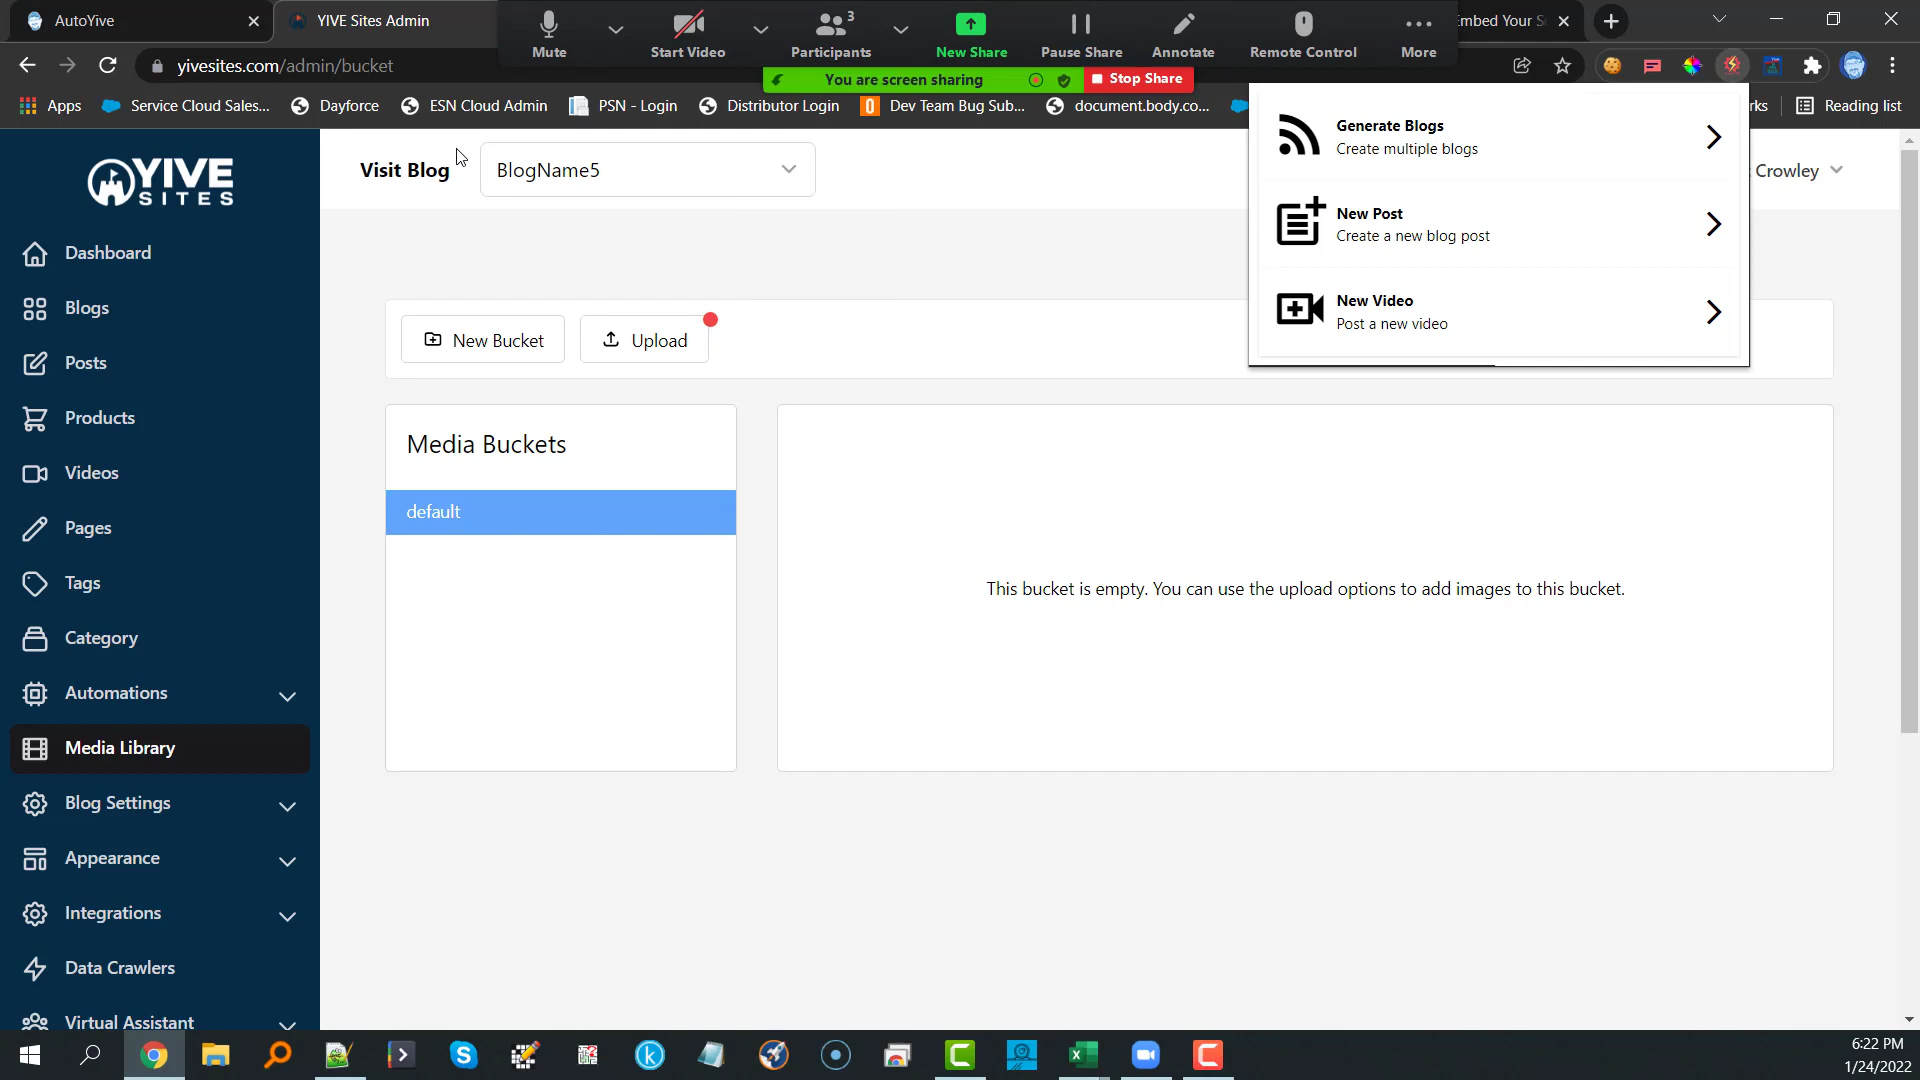 AutoYive
YIVE Sites Admin
Mute
Start Video
3
Participants
New Share
Pause Share
Annotate
Remote Control
More
Embed Your S
yivesites.com/admin/bucket
You are screen sharing
Stop Share
Apps
Service Cloud Sales...
Dayforce
ESN Cloud Admin
PSN - Login
Distributor Login
Dev Team Bug Sub...
document.body.co...
Reading list
YIVE
SITES
Dashboard
Blogs
Posts
Products
Videos
Pages
Tags
Category
Automations
Media Library
Blog Settings
Appearance
Integrations
Data Crawlers
Virtual Assistant
Visit Blog
BlogName5
Crowley
Generate Blogs
Create multiple blogs
New Post
Create a new blog post
New Video
Post a new video
New Bucket
Upload
Media Buckets
default
This bucket is empty. You can use the upload options to add images to this bucket.
6:22 PM
1/24/2022